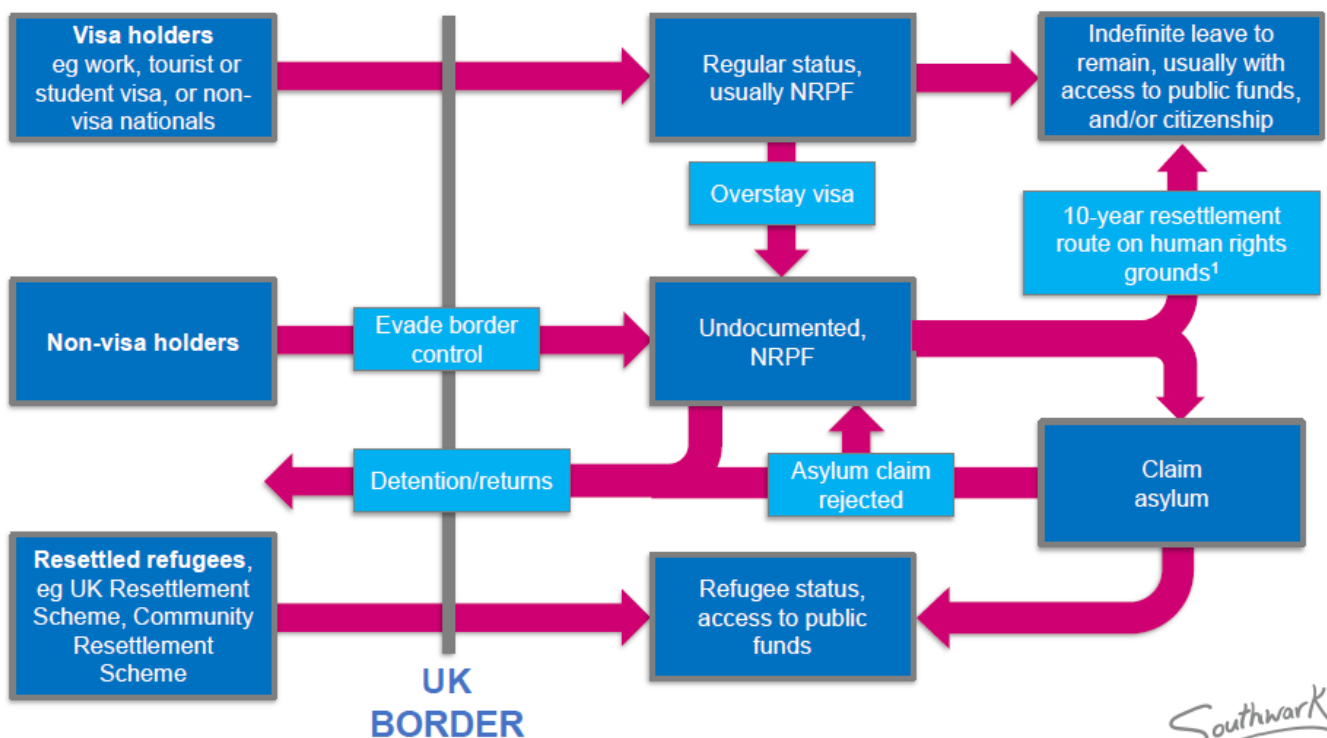 Visa holders
eg work, tourist or
student visa, or non-
visa nationals
Regular status,
usually NRPF
Indefinite leave to
remain, usually with
access to public funds,
and/or citizenship
Overstay visa
10-year resettlement
route on human rights
grounds¹
Non-visa holders
Evade border
control
Undocumented,
NRPF
Detention/returns
Asylum claim
rejected
Claim
asylum
Resettled refugees,
eg UK Resettlement
Scheme, Community
Resettlement
Scheme
Refugee status,
access to public
funds
UK
BORDER
Southwark